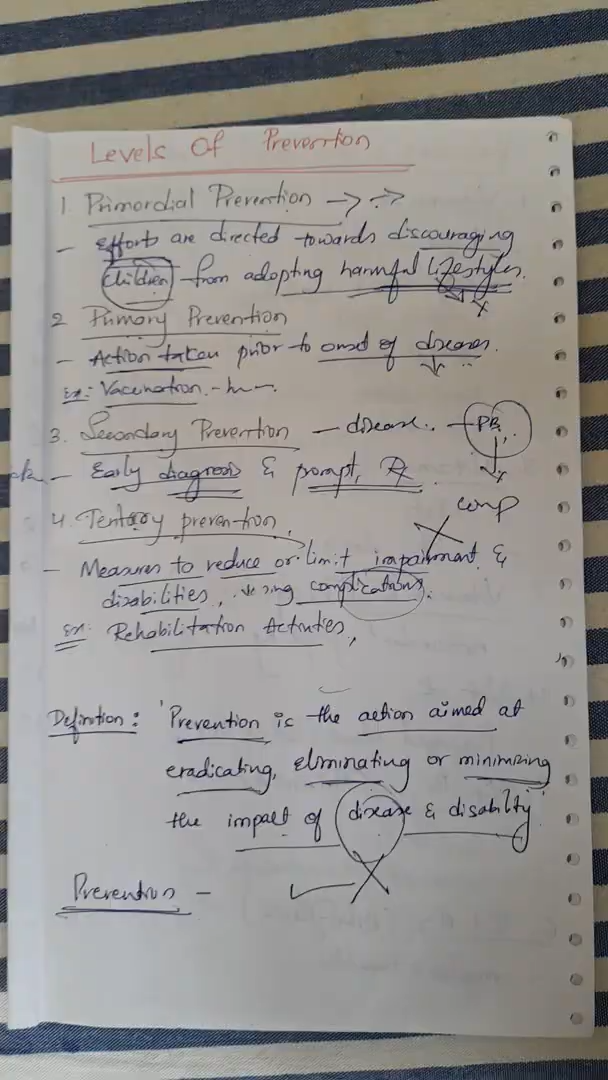 Levels Of Prevention
1. Primordial Prevention →
- Efforts are directed towards discouraging
children from adopting harmful lifestyles.
2. Primary Prevention
- Action taken prior to onset of disease.
Ex:- Vaccination.
3. Secondary Prevention - disease.
- Early diagnosis & prompt Rx
comp
4. Tertiary prevention.
- Measures to reduce or limit impairment &
disabilities, complications.
Ex: Rehabilitation Activities,
Definition: 'Prevention is the action aimed at
eradicating, eliminating or minimizing
the impact of disease & disability'
Prevention -